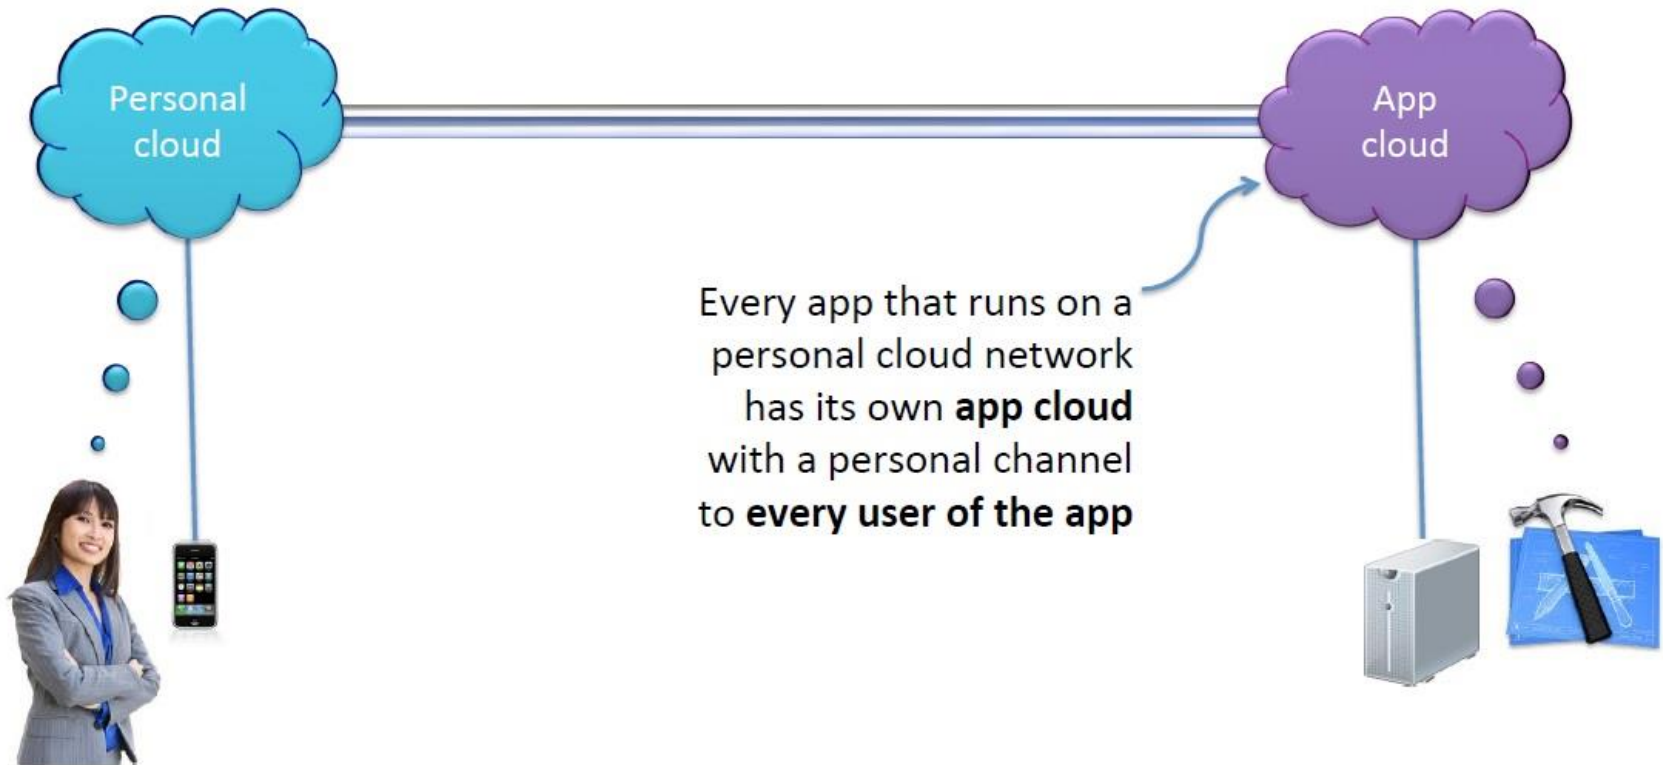 Personal
cloud
App
cloud
Every app that runs on a
personal cloud network
has its own app cloud
with a personal channel
to every user of the app